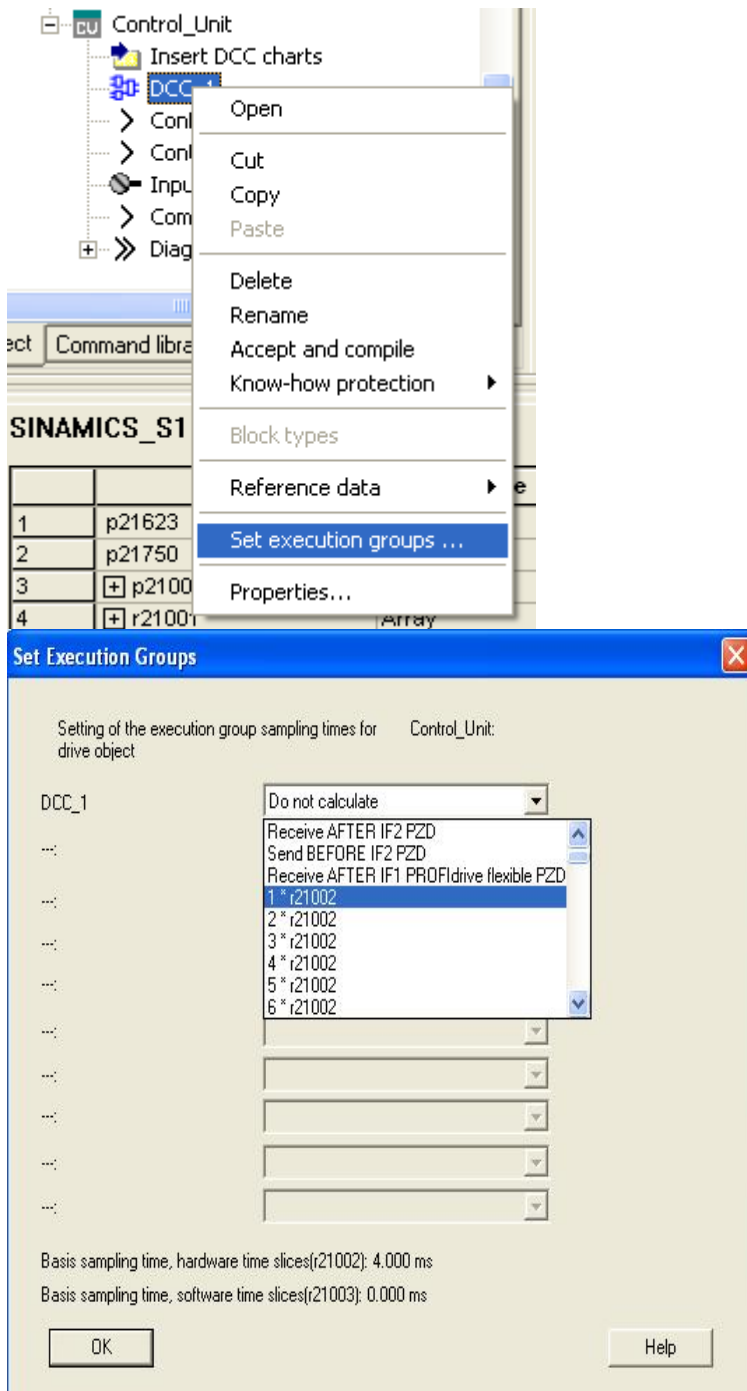 CU Control_Unit
Insert DCC charts
DCC_1
Open
Cut
Inpu
Copy
Com
Paste
Diag
Delete
Rename
ect Command libra
Accept and compile
Know-how protection
SINAMICS_S1
Block types
Reference data
e
1 p21623
Set execution groups ...
2 p21750
3 p2100
Properties...
4 r21001 Array
Set Execution Groups
Setting of the execution group sampling times for drive object Control_Unit:
DCC_1 Do not calculate
Receive AFTER IF2 PZD
---: Send BEFORE IF2 PZD
Receive AFTER IF1 PROFIdrive flexible PZD
---: 1 * r21002
2 * r21002
---: 3 * r21002
4 * r21002
---: 5 * r21002
6 * r21002
---:
---:
---:
---:
---:
Basis sampling time, hardware time slices(r21002): 4.000 ms
Basis sampling time, software time slices(r21003): 0.000 ms
OK Help